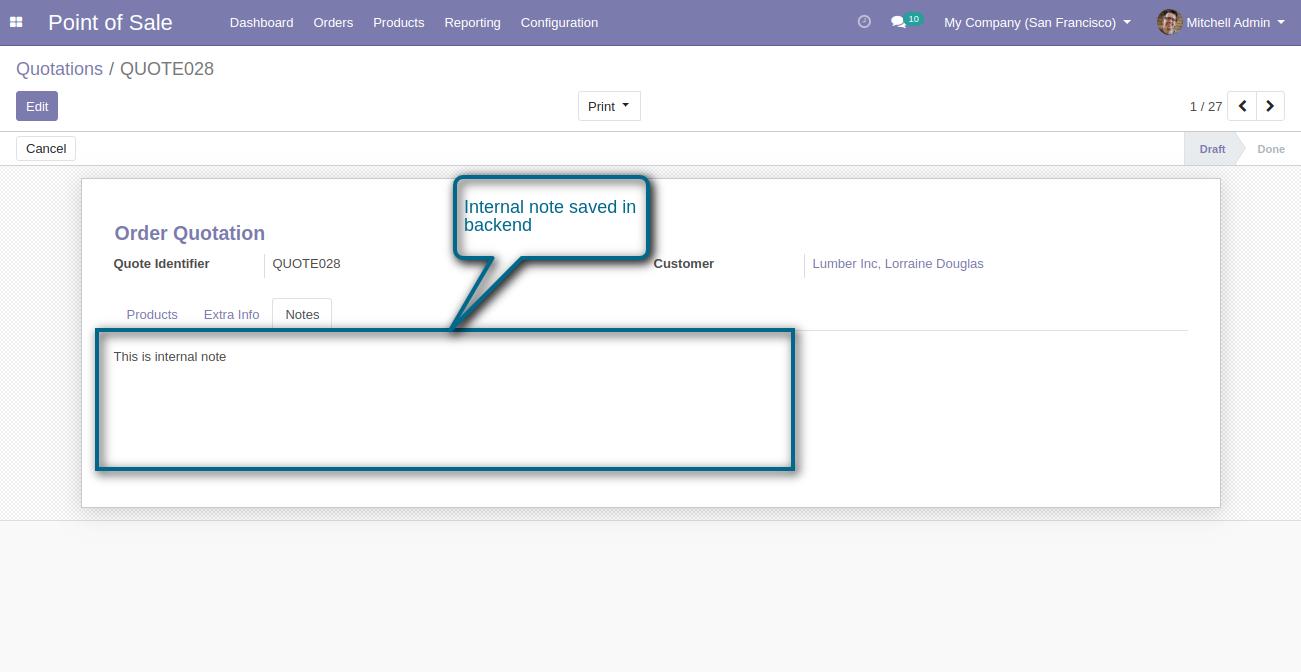 Point of Sale Dashboard Orders Products Reporting Configuration 10 My Company (San Francisco) Mitchell Admin
Quotations / QUOTE028
Edit Print 1 / 27
Cancel Draft Done
Internal note saved in
backend
Order Quotation
Quote Identifier QUOTE028 Customer Lumber Inc, Lorraine Douglas
Products Extra Info Notes
This is internal note